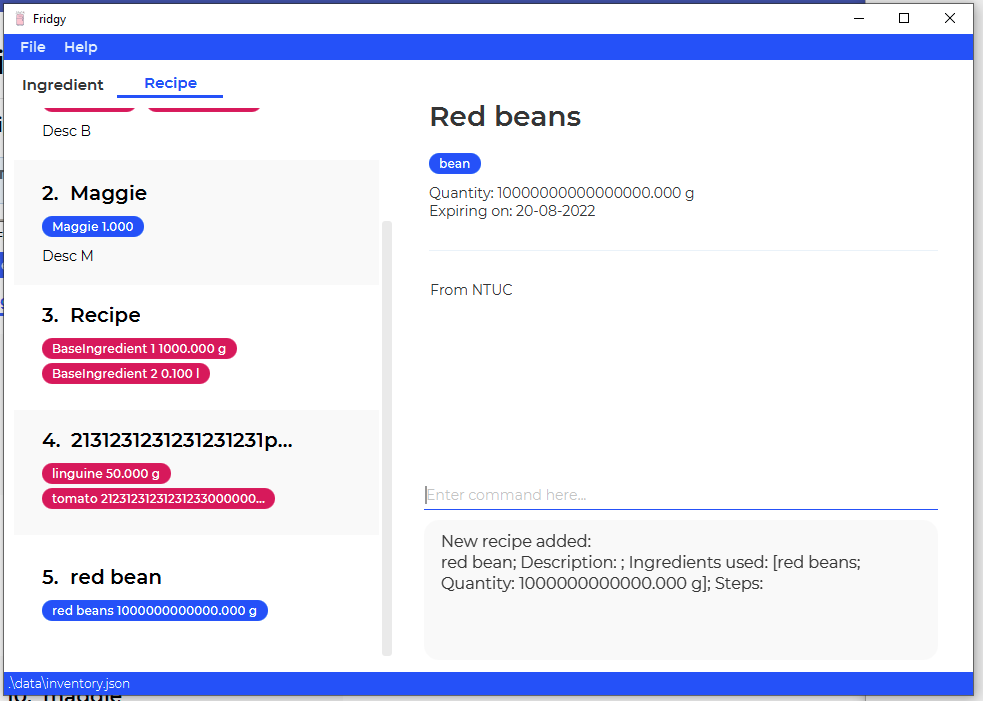 Fridgy
File Help
Ingredient Recipe
Desc B
2. Maggie
Maggie 1.000
Desc M
3. Recipe
BaseIngredient 1 1000.000 g
BaseIngredient 2 0.100 l
4. 2131231231231231231p...
linguine 50.000 g
tomato 21231231231231233000000...
5. red bean
red beans 1000000000000.000 g
Red beans
bean
Quantity: 10000000000000000.000 g
Expiring on: 20-08-2022
From NTUC
Enter command here...
New recipe added:
red bean; Description: ; Ingredients used: [red beans;
Quantity: 1000000000000.000 g]; Steps:
.\data\inventory.json